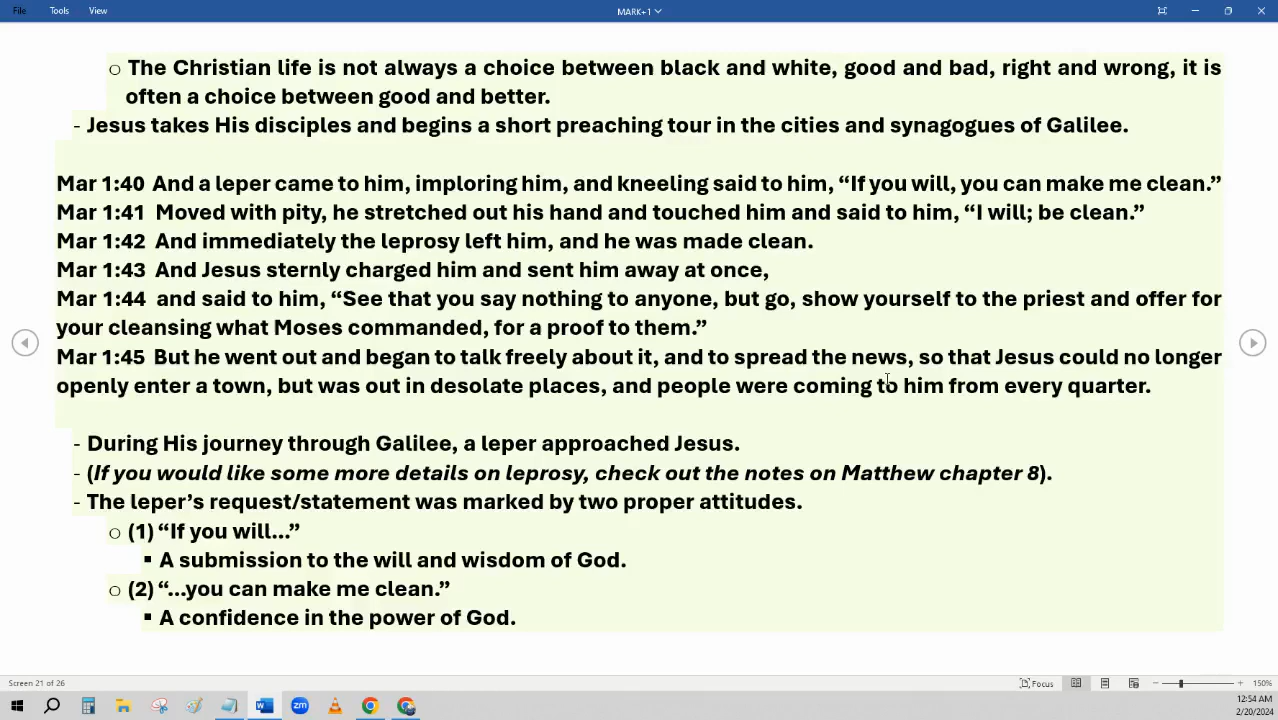 File Tools View MARK+1
o The Christian life is not always a choice between black and white, good and bad, right and wrong, it is
often a choice between good and better.
- Jesus takes His disciples and begins a short preaching tour in the cities and synagogues of Galilee.
Mar 1:40 And a leper came to him, imploring him, and kneeling said to him, “If you will, you can make me clean.”
Mar 1:41 Moved with pity, he stretched out his hand and touched him and said to him, “I will; be clean.”
Mar 1:42 And immediately the leprosy left him, and he was made clean.
Mar 1:43 And Jesus sternly charged him and sent him away at once,
Mar 1:44 and said to him, “See that you say nothing to anyone, but go, show yourself to the priest and offer for
your cleansing what Moses commanded, for a proof to them.”
Mar 1:45 But he went out and began to talk freely about it, and to spread the news, so that Jesus could no longer
openly enter a town, but was out in desolate places, and people were coming to him from every quarter.
- During His journey through Galilee, a leper approached Jesus.
- (If you would like some more details on leprosy, check out the notes on Matthew chapter 8).
- The leper’s request/statement was marked by two proper attitudes.
o (1) “If you will…”
▪ A submission to the will and wisdom of God.
o (2) “…you can make me clean.”
▪ A confidence in the power of God.
Screen 21 of 26 Focus 150%
zm 12:54 AM
2/20/2024